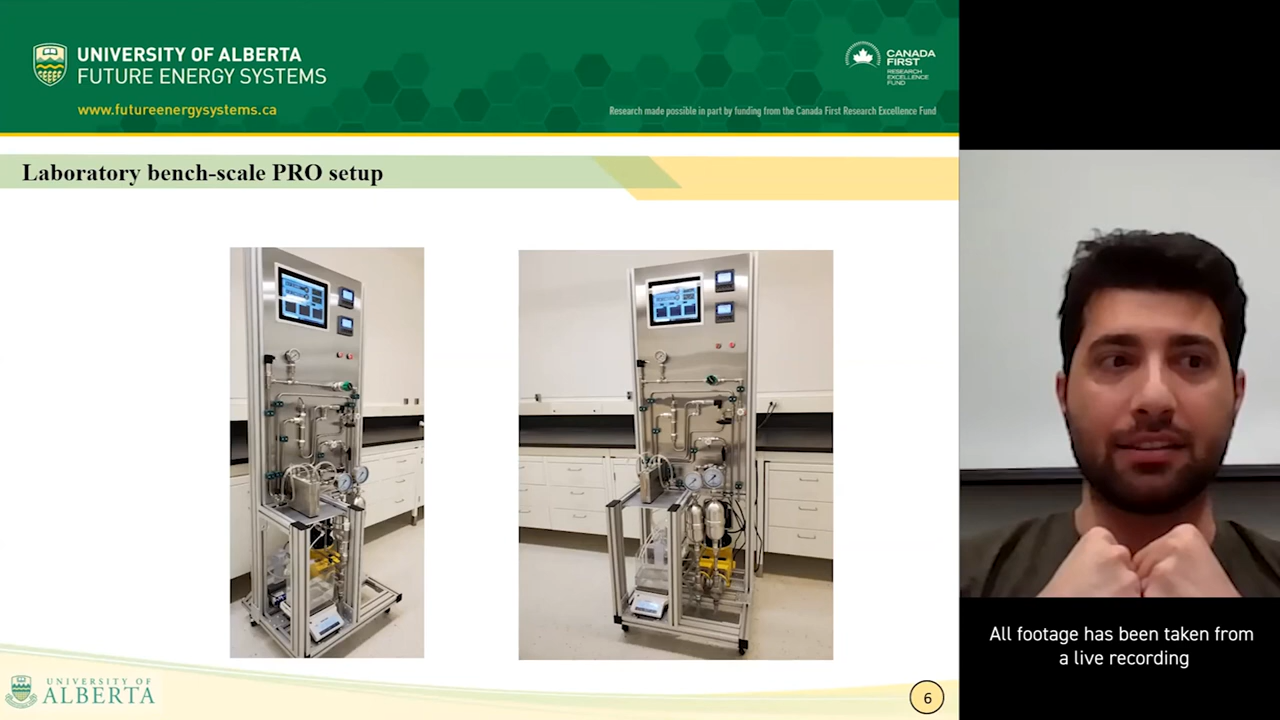 UNIVERSITY OF ALBERTA
FUTURE ENERGY SYSTEMS
www.futureenergysystems.ca
CANADA
FIRST
RESEARCH
EXCELLENCE
FUND
Research made possible in part by funding from the Canada First Research Excellence Fund
Laboratory bench-scale PRO setup
UNIVERSITY OF
ALBERTA
6
All footage has been taken from
a live recording